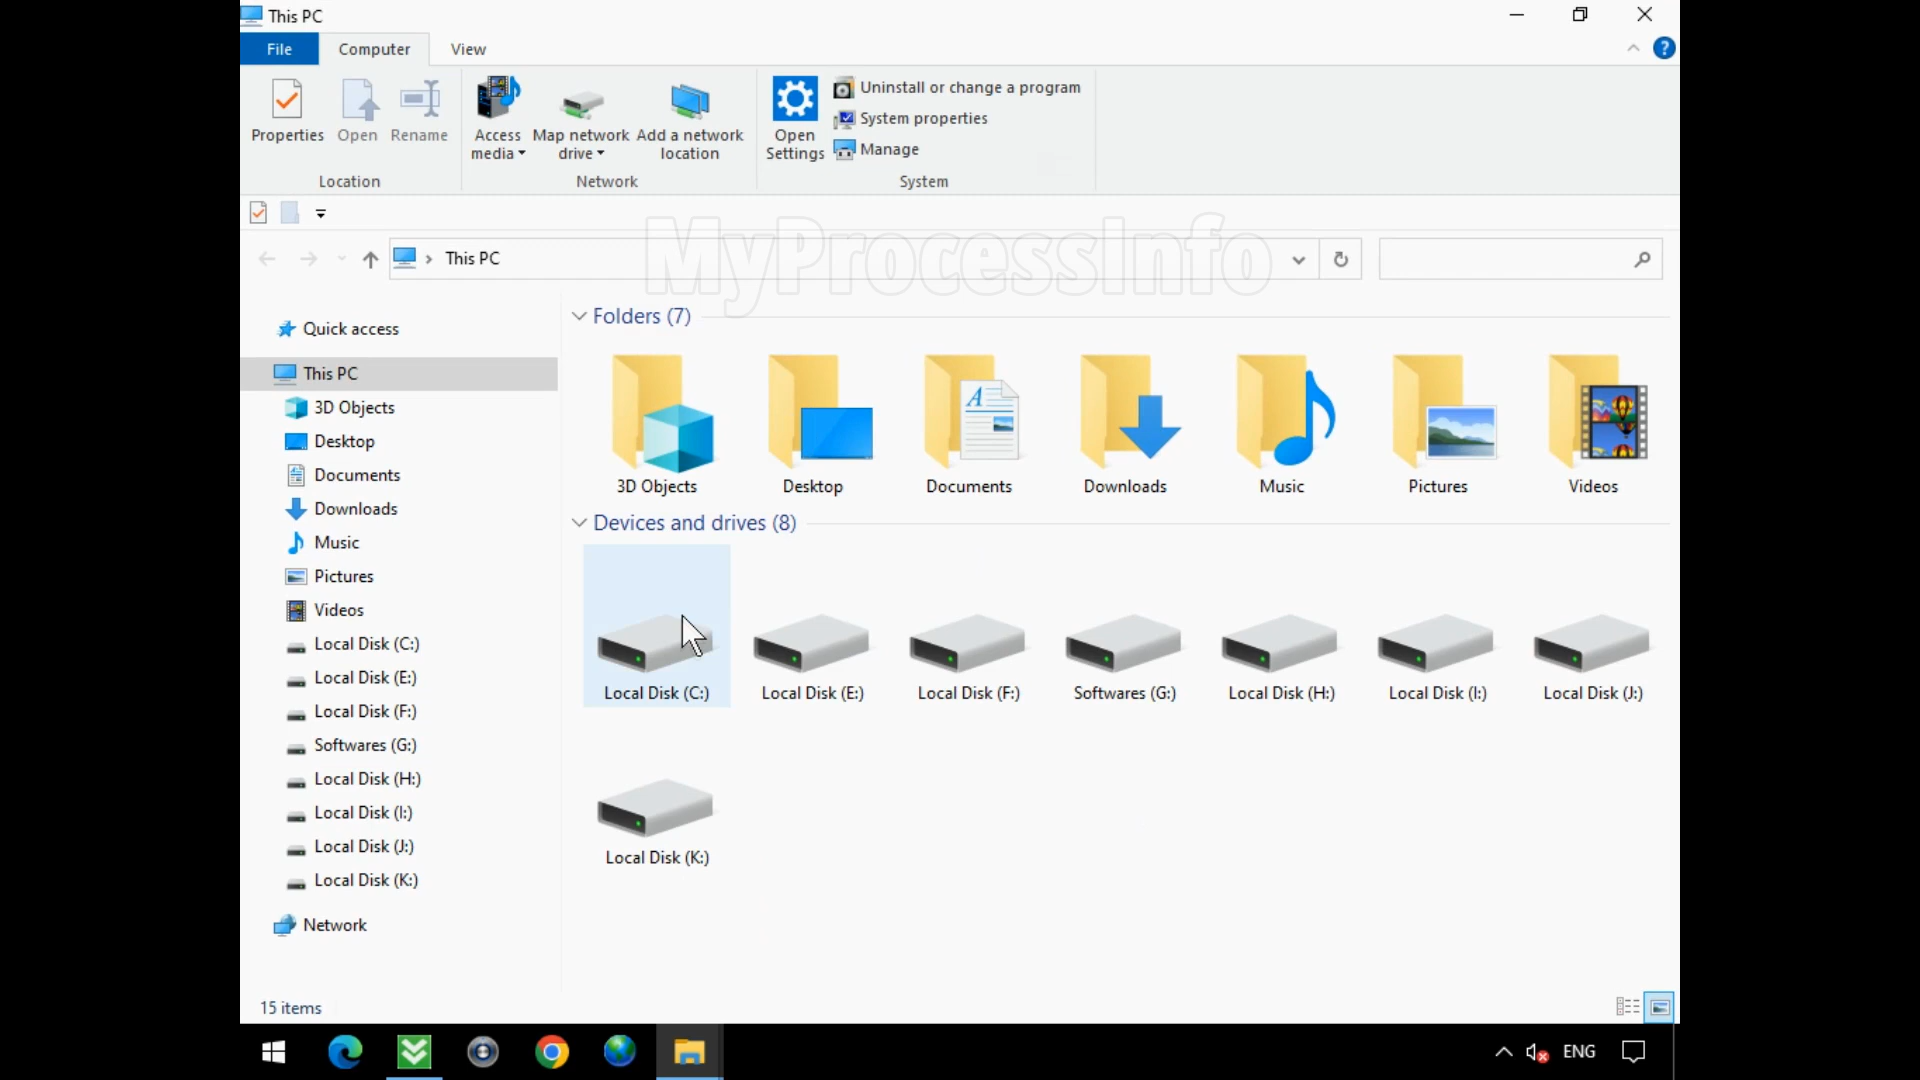 This PC
File
Computer
View
Properties
Open
Rename
Access
media
Map network
drive
Add a network
location
Open
Settings
Uninstall or change a program
System properties
Manage
Location
Network
System
MyProcessInfo
This PC
Quick access
This PC
3D Objects
Desktop
Documents
Downloads
Music
Pictures
Videos
Local Disk (C:)
Local Disk (E:)
Local Disk (F:)
Softwares (G:)
Local Disk (H:)
Local Disk (I:)
Local Disk (J:)
Local Disk (K:)
Network
Folders (7)
3D Objects
Desktop
Documents
Downloads
Music
Pictures
Videos
Devices and drives (8)
Local Disk (C:)
Local Disk (E:)
Local Disk (F:)
Softwares (G:)
Local Disk (H:)
Local Disk (I:)
Local Disk (J:)
Local Disk (K:)
15 items
ENG